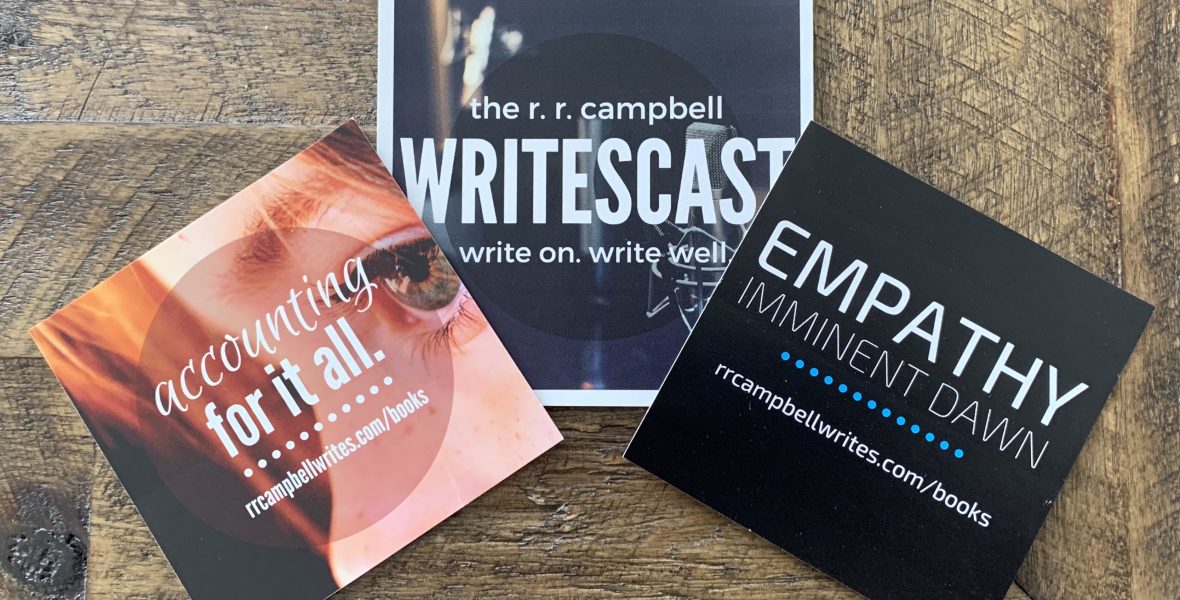 the r. r. campbell
WRITESCAST
write on. write well.
accounting
for it all.
rrcampbellwrites.com/books
EMPATHY
IMMINENT DAWN
rrcampbellwrites.com/books